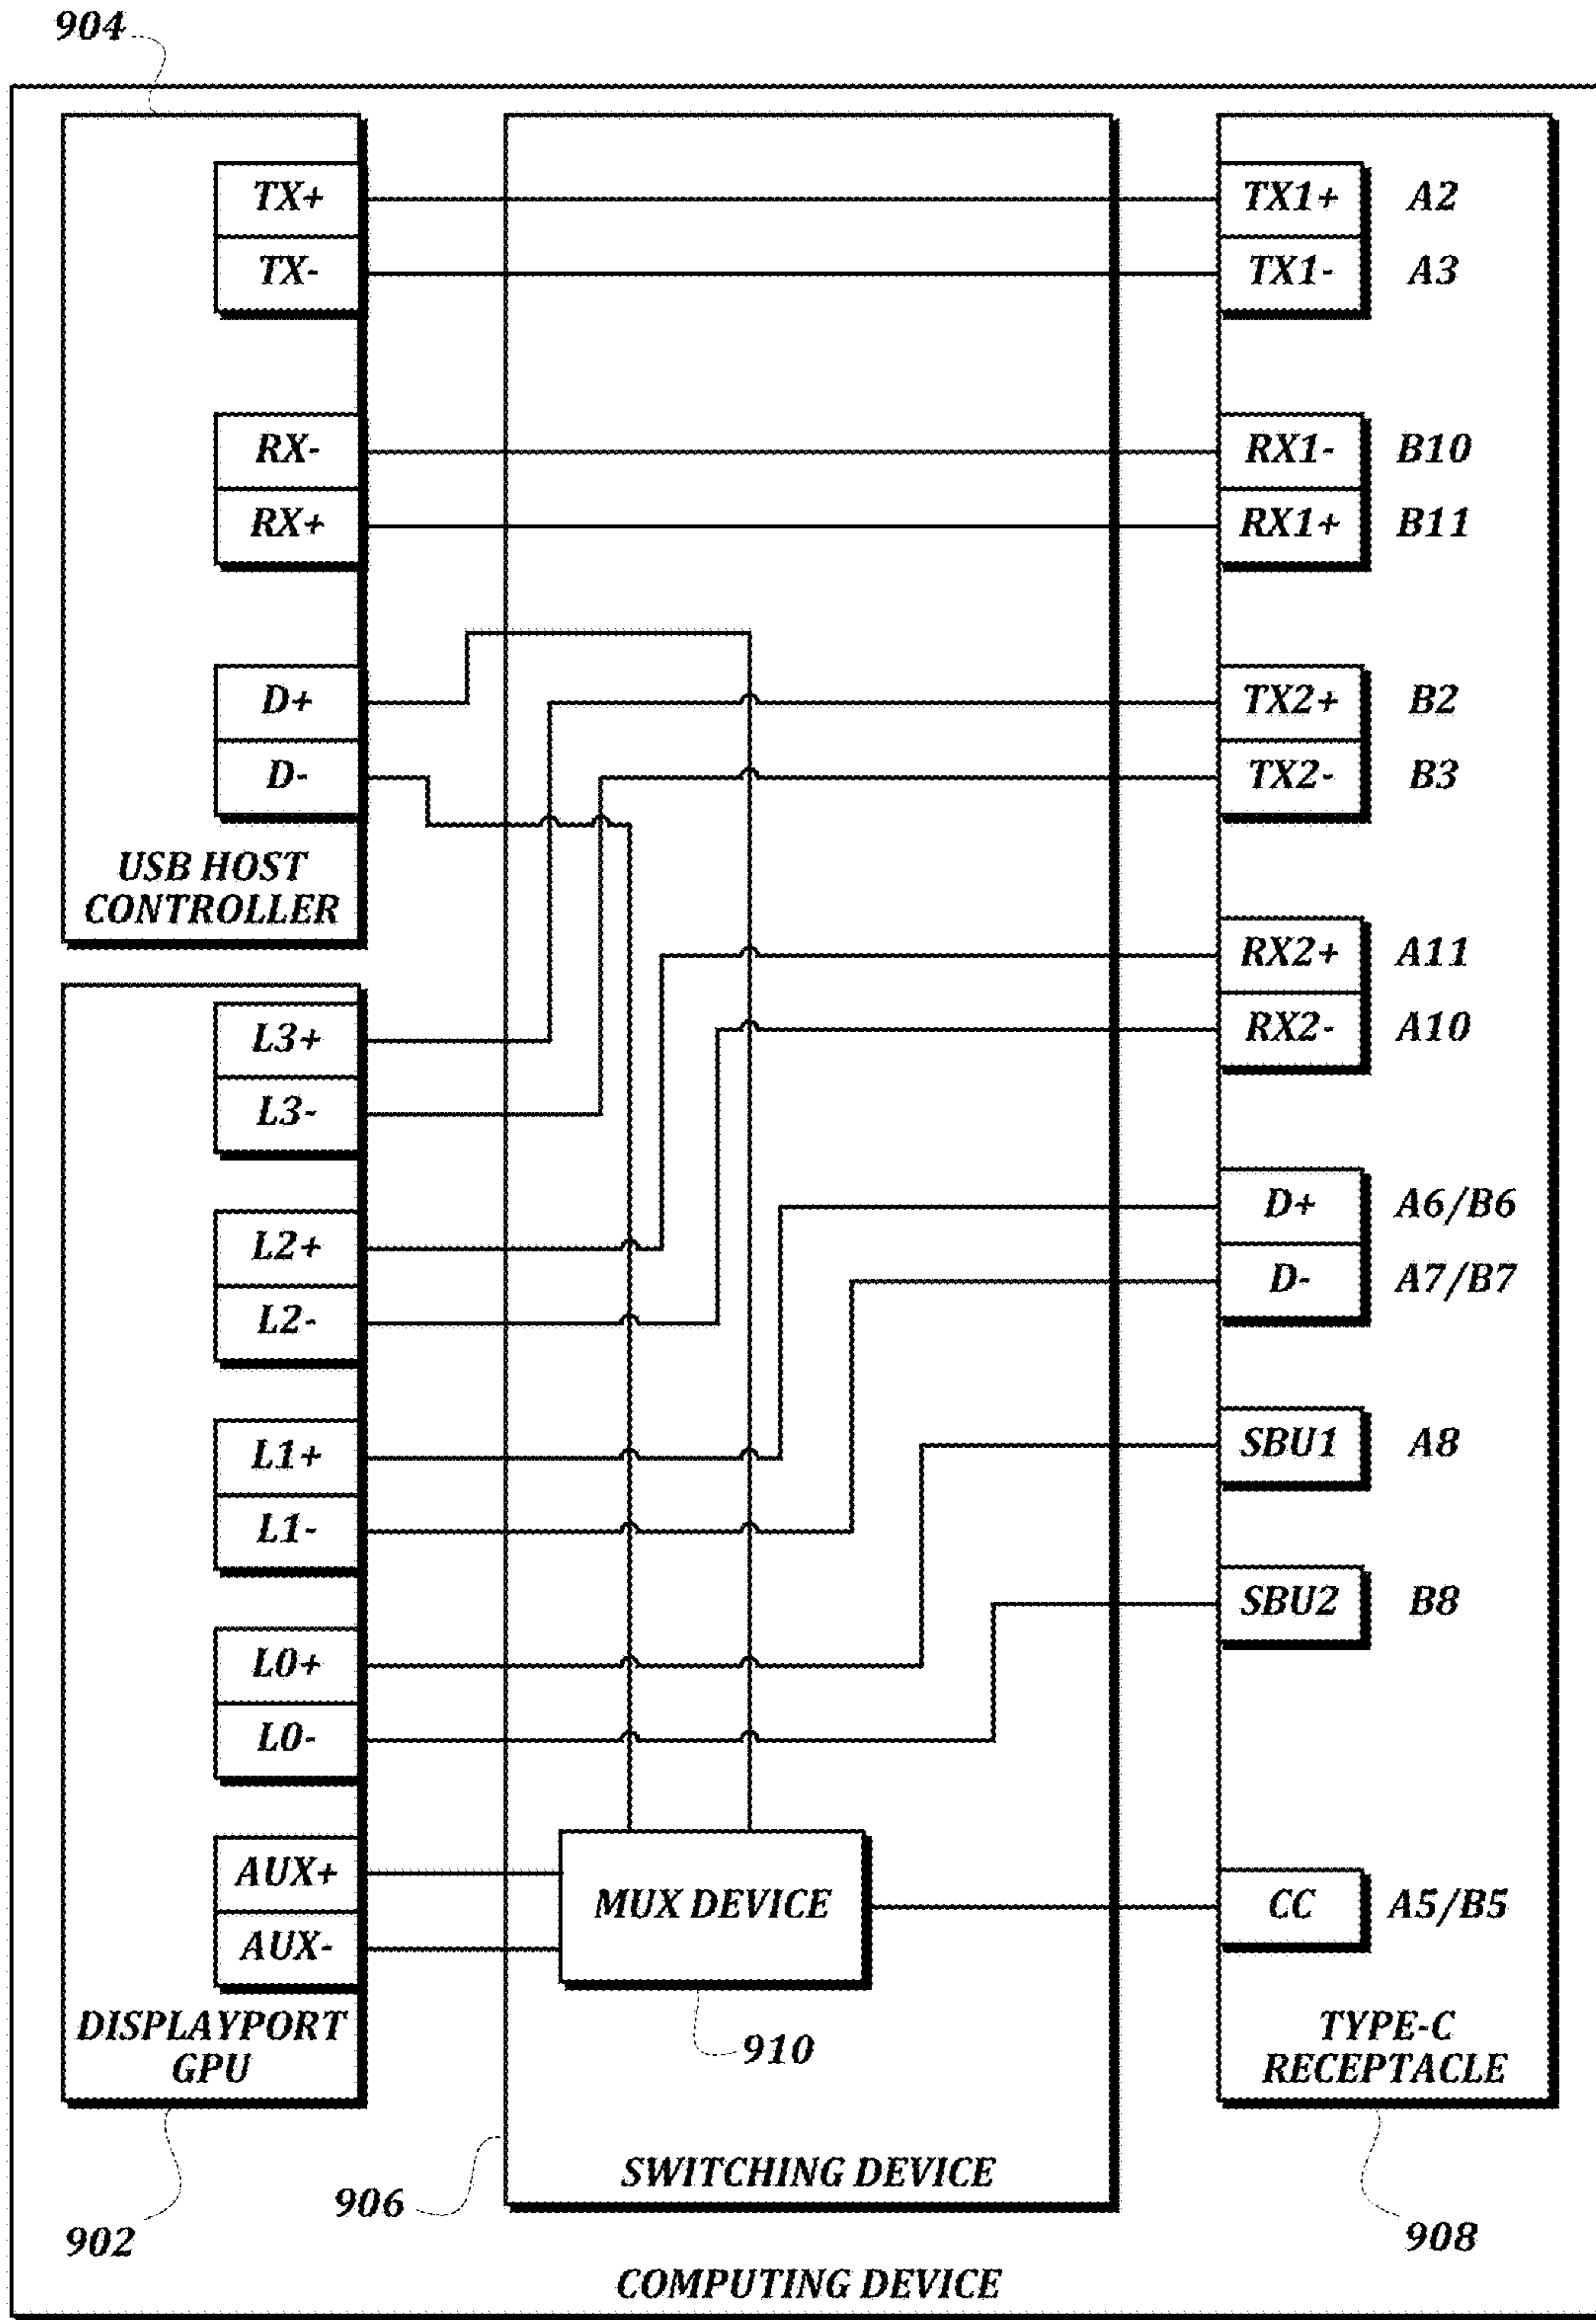 904
TX+ TX1+ A2
TX- TX1- A3
RX- RX1- B10
RX+ RX1+ B11
D+ TX2+ B2
D- TX2- B3
USB HOST
CONTROLLER
RX2+ A11
L3+ RX2- A10
L3-
D+ A6/B6
L2+ D- A7/B7
L2-
L1+ SBU1 A8
L1-
SBU2 B8
L0+
L0-
AUX+ MUX DEVICE CC A5/B5
AUX-
DISPLAYPORT
GPU
910
TYPE-C
RECEPTACLE
SWITCHING DEVICE
906
902
908
COMPUTING DEVICE